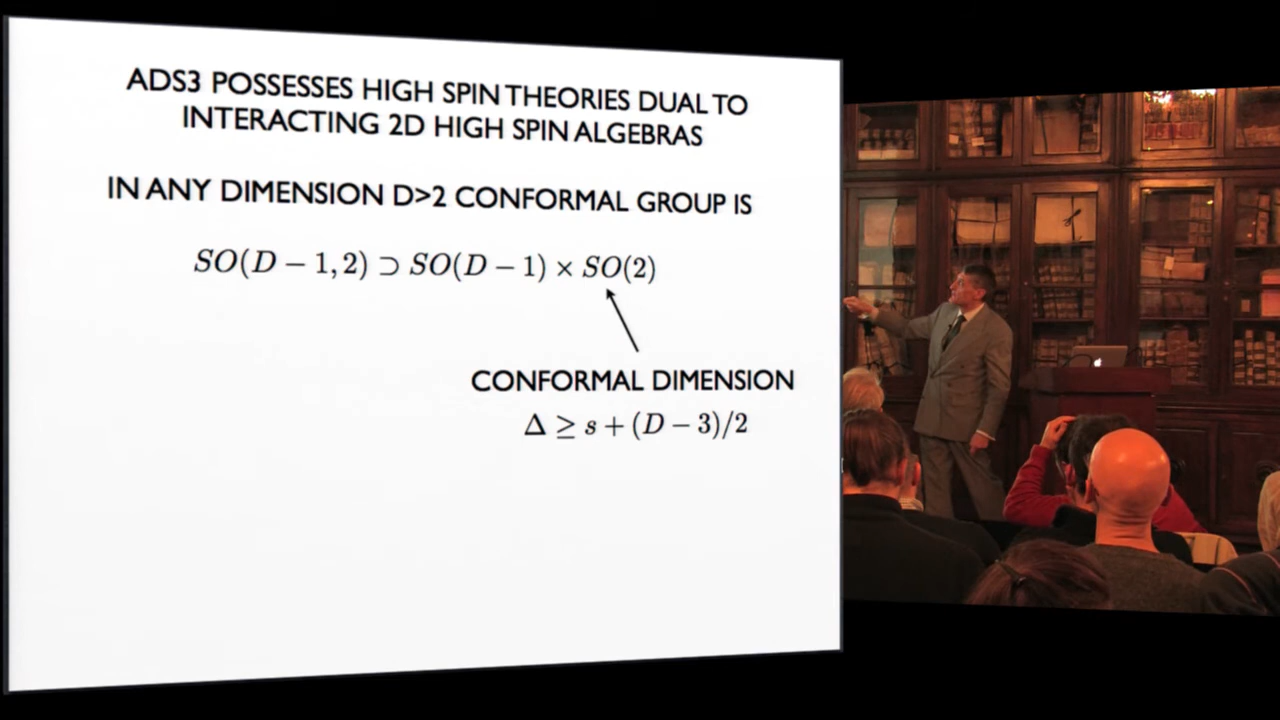 ADS3 POSSESSES HIGH SPIN THEORIES DUAL TO
INTERACTING 2D HIGH SPIN ALGEBRAS
IN ANY DIMENSION D>2 CONFORMAL GROUP IS
SO(D − 1, 2) ⊃ SO(D − 1) × SO(2)
CONFORMAL DIMENSION
Δ ≥ s + (D − 3)/2